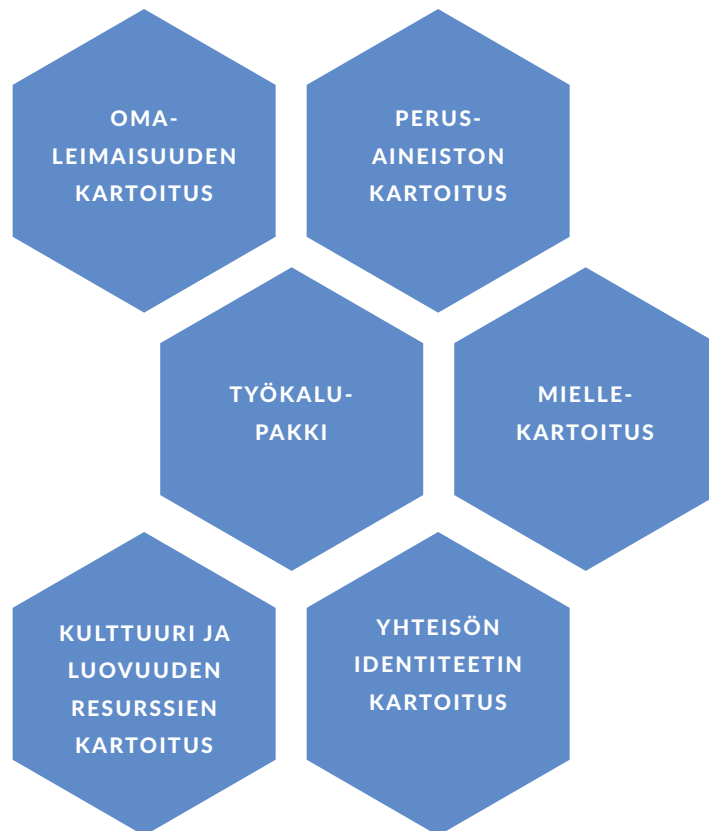 OMA-
LEIMAISUUDEN
KARTOITUS
PERUS-
AINEISTON
KARTOITUS
TYÖKALU-
PAKKI
MIELLE-
KARTOITUS
KULTTUURI JA
LUOVUUDEN
RESURSSIEN
KARTOITUS
YHTEISÖN
IDENTITEETIN
KARTOITUS